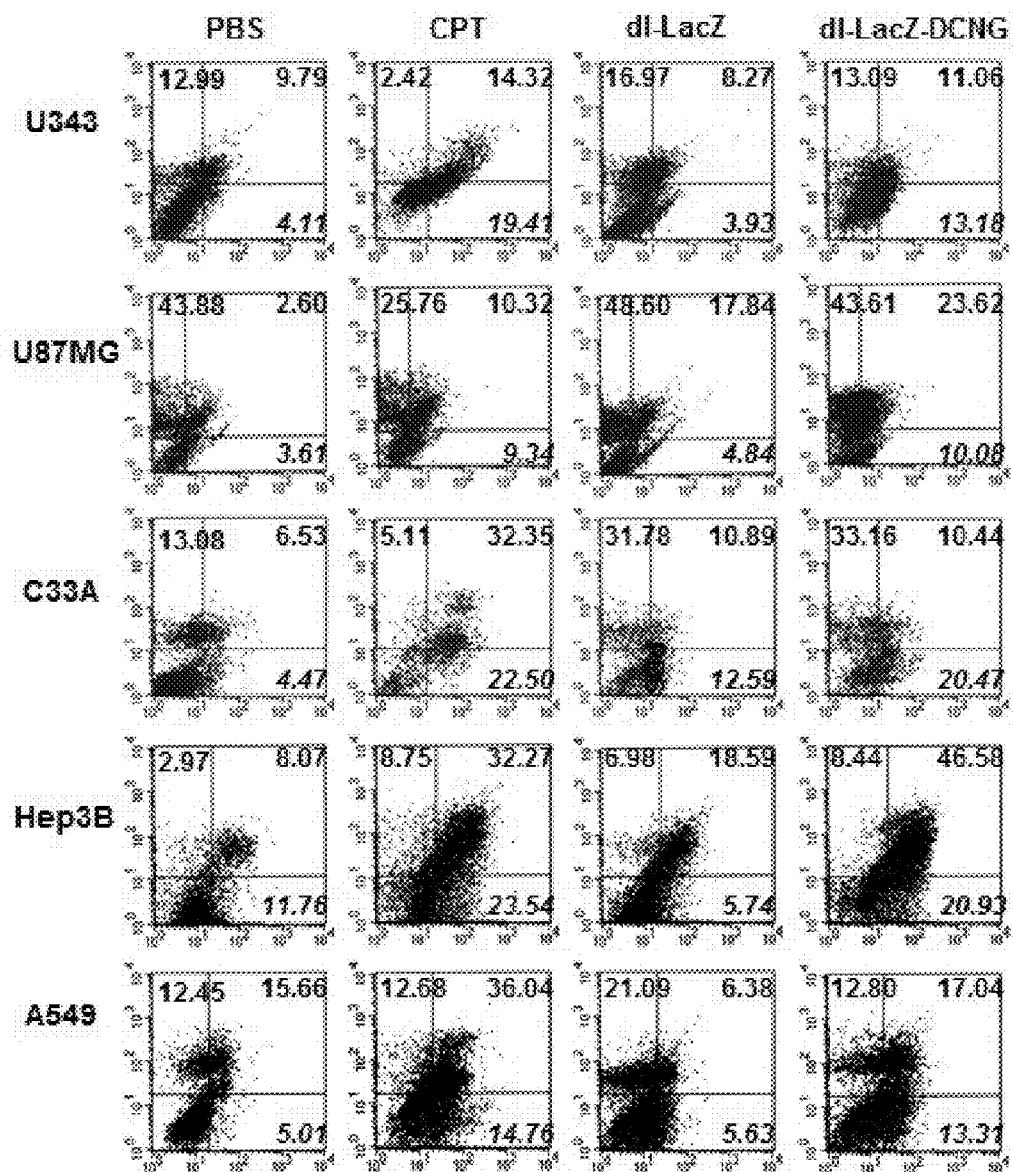 PBS CPT dl-LacZ dl-LacZ-DCNG
U343
12.99 9.79 2.42 14.32 16.97 8.27 13.09 11.06
4.11 19.41 3.93 13.18
U87MG
43.88 2.60 25.76 10.32 48.60 17.84 43.61 23.62
3.61 9.34 4.84 10.08
C33A
13.08 6.53 5.11 32.35 31.78 10.89 33.16 10.44
4.47 22.50 12.59 20.47
Hep3B
2.97 8.07 8.75 32.27 6.98 18.59 8.44 46.58
11.76 23.54 5.74 20.93
A549
12.45 15.66 12.68 36.04 21.09 6.38 12.80 17.04
5.01 14.76 5.63 13.31